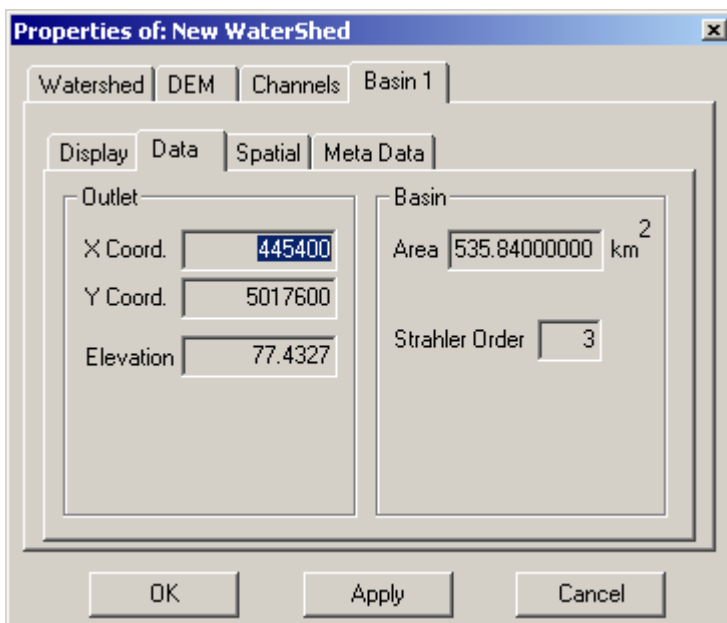 Properties of: New WaterShed
Watershed DEM Channels Basin 1
Display Data Spatial Meta Data
Outlet
X Coord. 445400
Y Coord. 5017600
Elevation 77.4327
Basin
Area 535.84000000 km2
Strahler Order 3
OK Apply Cancel